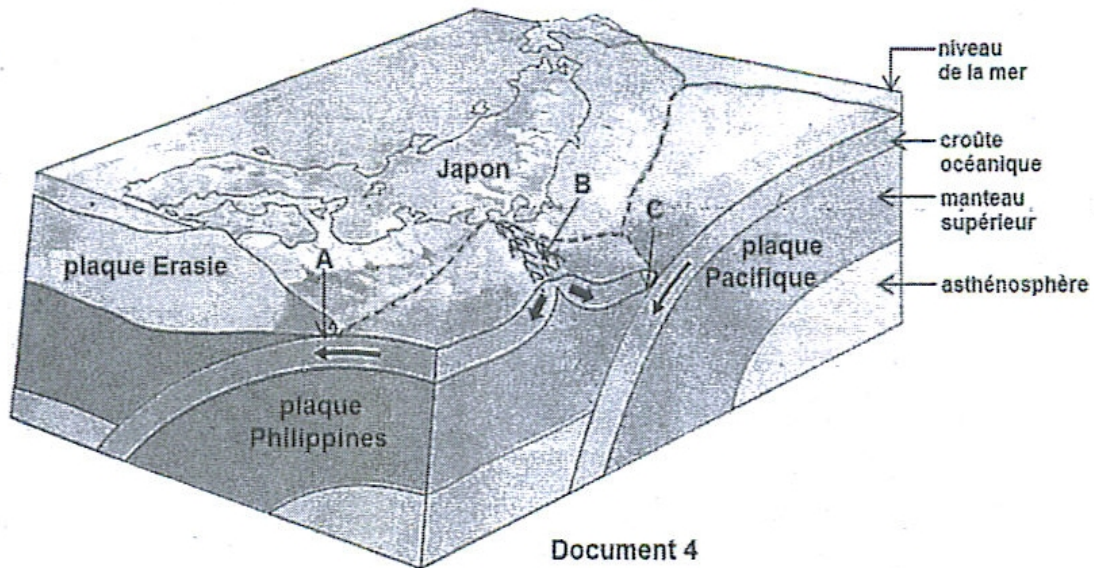 niveau
de la mer
croûte
océanique
manteau
supérieur
asthénosphère
Japon
B
C
A
plaque Erasie
plaque
Pacifique
plaque
Philippines
Document 4